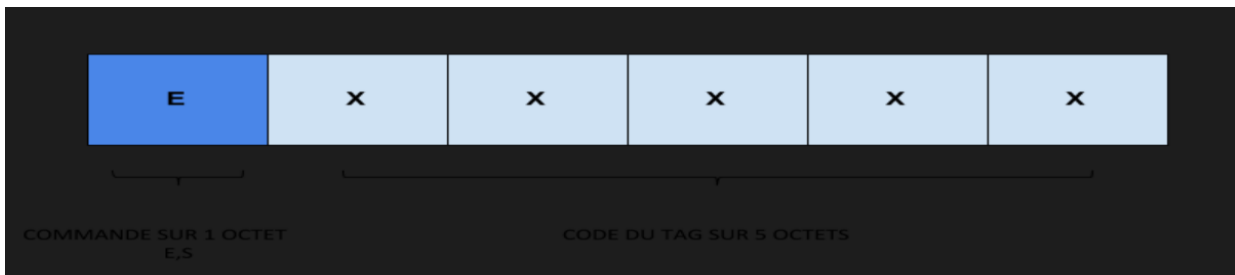 E X X X X X
COMMANDE SUR 1 OCTET
E,S
CODE DU TAG SUR 5 OCTETS